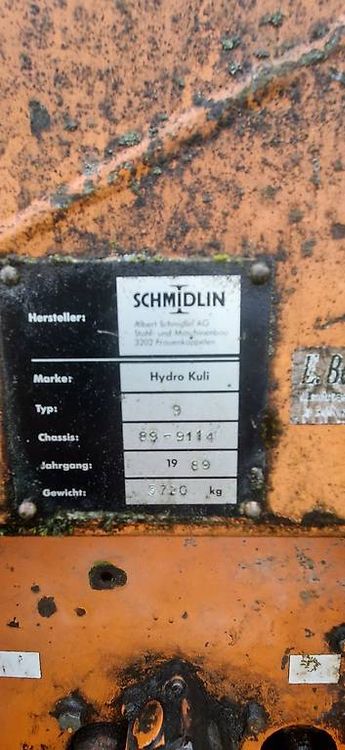 Hersteller:
SCHMIDLIN
Albert Schmidlin AG
Stahl- und Maschinenbau
3202 Frauenkappelen
Marke: Hydro Kuli
Typ: 9
Chassis: 89-9114
Jahrgang: 19 89
Gewicht: 720 kg